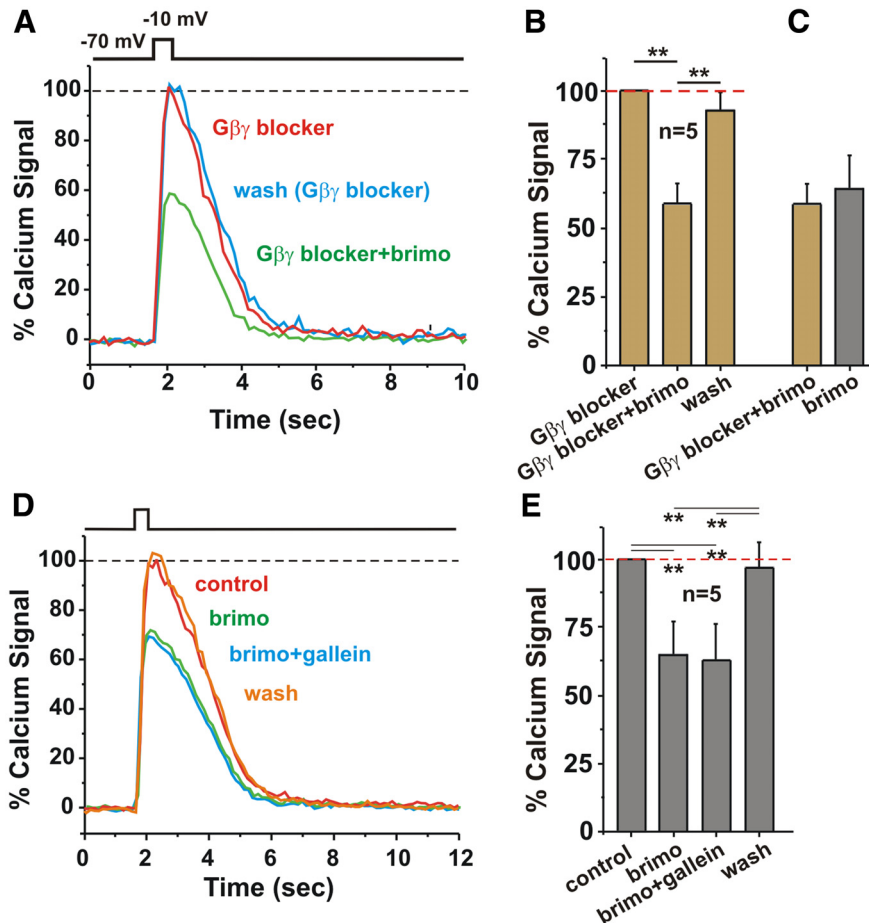 A
-10 mV
-70 mV
% Calcium Signal
100
80
60
40
20
0
Gβγ blocker
wash (Gβγ blocker)
Gβγ blocker+brimo
0 2 4 6 8 10
Time (sec)
B
% Calcium Signal
100
75
50
25
0
**
**
n=5
Gβγ blocker
Gβγ blocker+brimo
wash
C
Gβγ blocker+brimo
brimo
D
% Calcium Signal
100
80
60
40
20
0
control
brimo
brimo+gallein
wash
0 2 4 6 8 10 12
Time (sec)
E
% Calcium Signal
100
75
50
25
0
**
**
**
**
n=5
control
brimo
brimo+gallein
wash